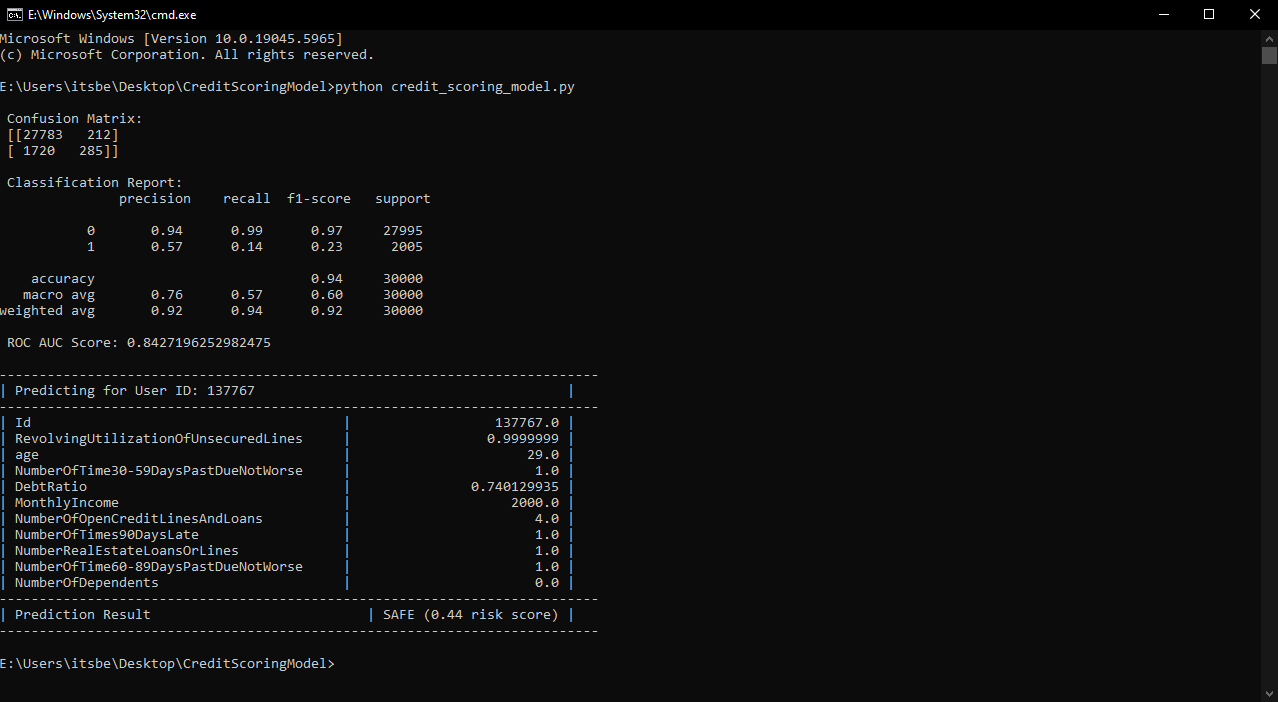 E:\Windows\System32\cmd.exe
Microsoft Windows [Version 10.0.19045.5965]
(c) Microsoft Corporation. All rights reserved.
E:\Users\itsbe\Desktop\CreditScoringModel>python credit_scoring_model.py
Confusion Matrix:
[[27783   212]
[ 1720   285]]
Classification Report:
precision    recall  f1-score   support
0       0.94      0.99      0.97     27995
1       0.57      0.14      0.23      2005
accuracy                           0.94     30000
macro avg       0.76      0.57      0.60     30000
weighted avg       0.92      0.94      0.92     30000
ROC AUC Score: 0.8427196252982475
---------------------------------------------------------------------------
| Predicting for User ID: 137767                                       |
---------------------------------------------------------------------------
| Id                                       |                  137767.0 |
| RevolvingUtilizationOfUnsecuredLines     |                 0.9999999 |
| age                                      |                      29.0 |
| NumberOfTime30-59DaysPastDueNotWorse     |                       1.0 |
| DebtRatio                                |               0.740129935 |
| MonthlyIncome                            |                    2000.0 |
| NumberOfOpenCreditLinesAndLoans          |                       4.0 |
| NumberOfTimes90DaysLate                  |                       1.0 |
| NumberRealEstateLoansOrLines             |                       1.0 |
| NumberOfTime60-89DaysPastDueNotWorse     |                       1.0 |
| NumberOfDependents                       |                       0.0 |
---------------------------------------------------------------------------
| Prediction Result                           | SAFE (0.44 risk score) |
---------------------------------------------------------------------------
E:\Users\itsbe\Desktop\CreditScoringModel>